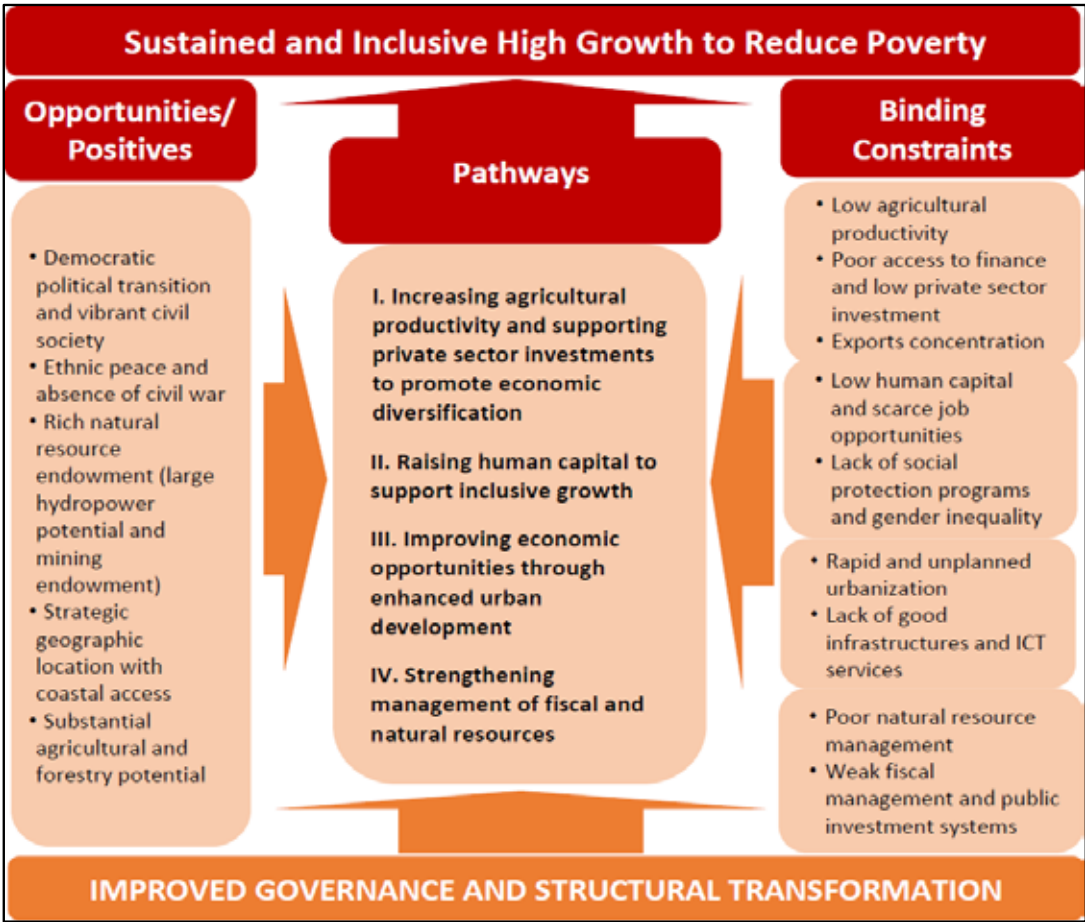 Sustained and Inclusive High Growth to Reduce Poverty
Opportunities/
Positives
• Democratic
political transition
and vibrant civil
society
• Ethnic peace and
absence of civil war
• Rich natural
resource
endowment (large
hydropower
potential and
mining
endowment)
• Strategic
geographic
location with
coastal access
• Substantial
agricultural and
forestry potential
Pathways
I. Increasing agricultural
productivity and supporting
private sector investments
to promote economic
diversification
II. Raising human capital to
support inclusive growth
III. Improving economic
opportunities through
enhanced urban
development
IV. Strengthening
management of fiscal and
natural resources
Binding
Constraints
• Low agricultural
productivity
• Poor access to finance
and low private sector
investment
• Exports concentration
• Low human capital
and scarce job
opportunities
• Lack of social
protection programs
and gender inequality
• Rapid and unplanned
urbanization
• Lack of good
infrastructures and ICT
services
• Poor natural resource
management
• Weak fiscal
management and public
investment systems
IMPROVED GOVERNANCE AND STRUCTURAL TRANSFORMATION